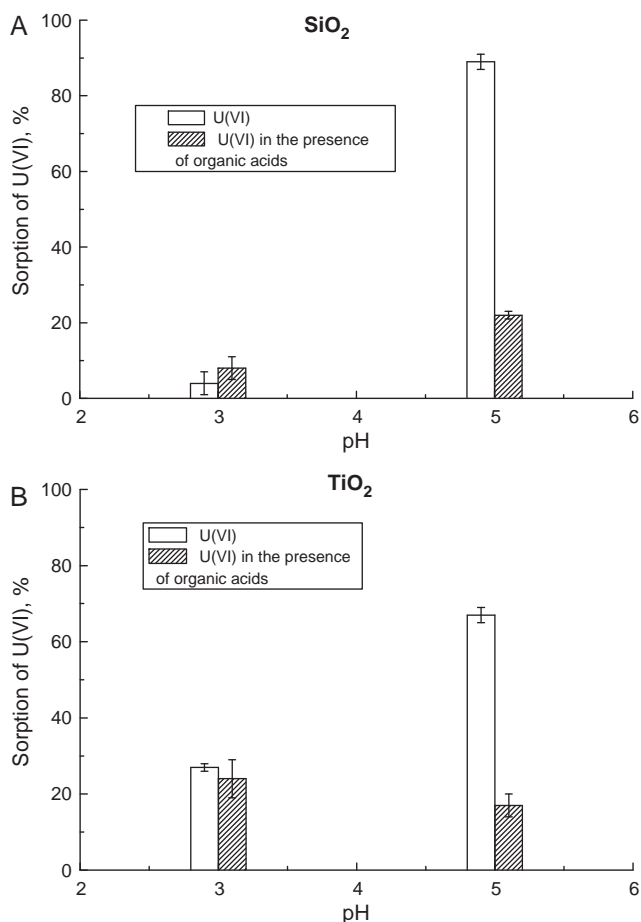 A
SiO2
100
80
60
40
20
0
Sorption of U(VI), %
U(VI)
U(VI) in the presence
of organic acids
2 3 4 5 6
pH
B
TiO2
100
80
60
40
20
0
Sorption of U(VI), %
U(VI)
U(VI) in the presence
of organic acids
2 3 4 5 6
pH